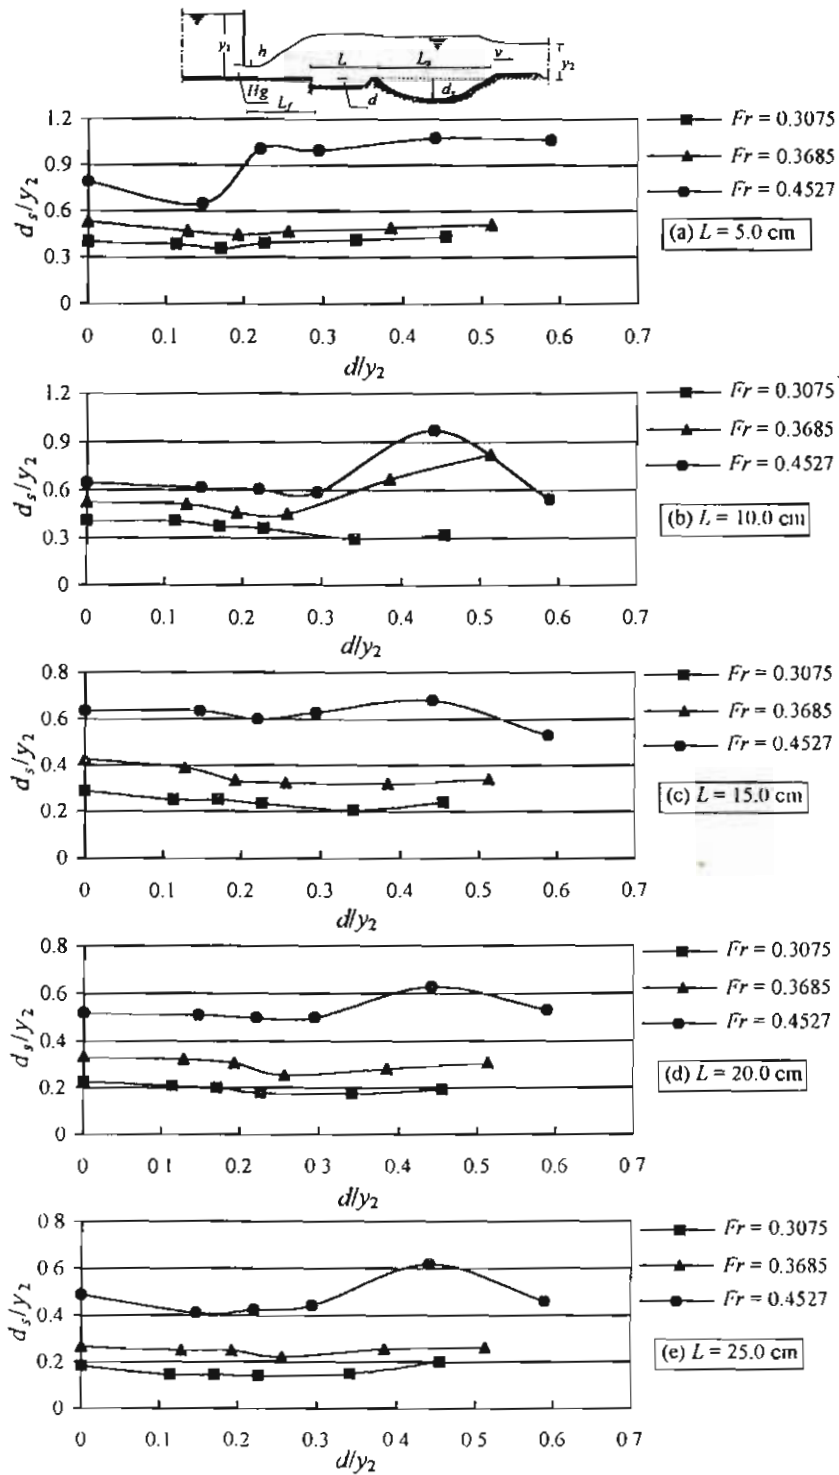 y₁ h L Lₛ v y₂
Hg L_f d dₛ
1.2
0.9
0.6
0.3
0
dₛ/y₂
0 0.1 0.2 0.3 0.4 0.5 0.6 0.7
d/y₂
Fr = 0.3075
Fr = 0.3685
Fr = 0.4527
(a) L = 5.0 cm
1.2
0.9
0.6
0.3
0
dₛ/y₂
0 0.1 0.2 0.3 0.4 0.5 0.6 0.7
d/y₂
Fr = 0.3075
Fr = 0.3685
Fr = 0.4527
(b) L = 10.0 cm
0.8
0.6
0.4
0.2
0
dₛ/y₂
0 0.1 0.2 0.3 0.4 0.5 0.6 0.7
d/y₂
Fr = 0.3075
Fr = 0.3685
Fr = 0.4527
(c) L = 15.0 cm
0.8
0.6
0.4
0.2
0
dₛ/y₂
0 0 1 0.2 0.3 0.4 0 5 0.6 0 7
d/y₂
Fr = 0.3075
Fr = 0.3685
Fr = 0.4527
(d) L = 20.0 cm
0 8
0.6
0.4
0.2
0
dₛ/y₂
0 0.1 0.2 0.3 0.4 0.5 0.6 0 7
d/y₂
Fr = 0.3075
Fr = 0.3685
Fr = 0.4527
(e) L = 25.0 cm